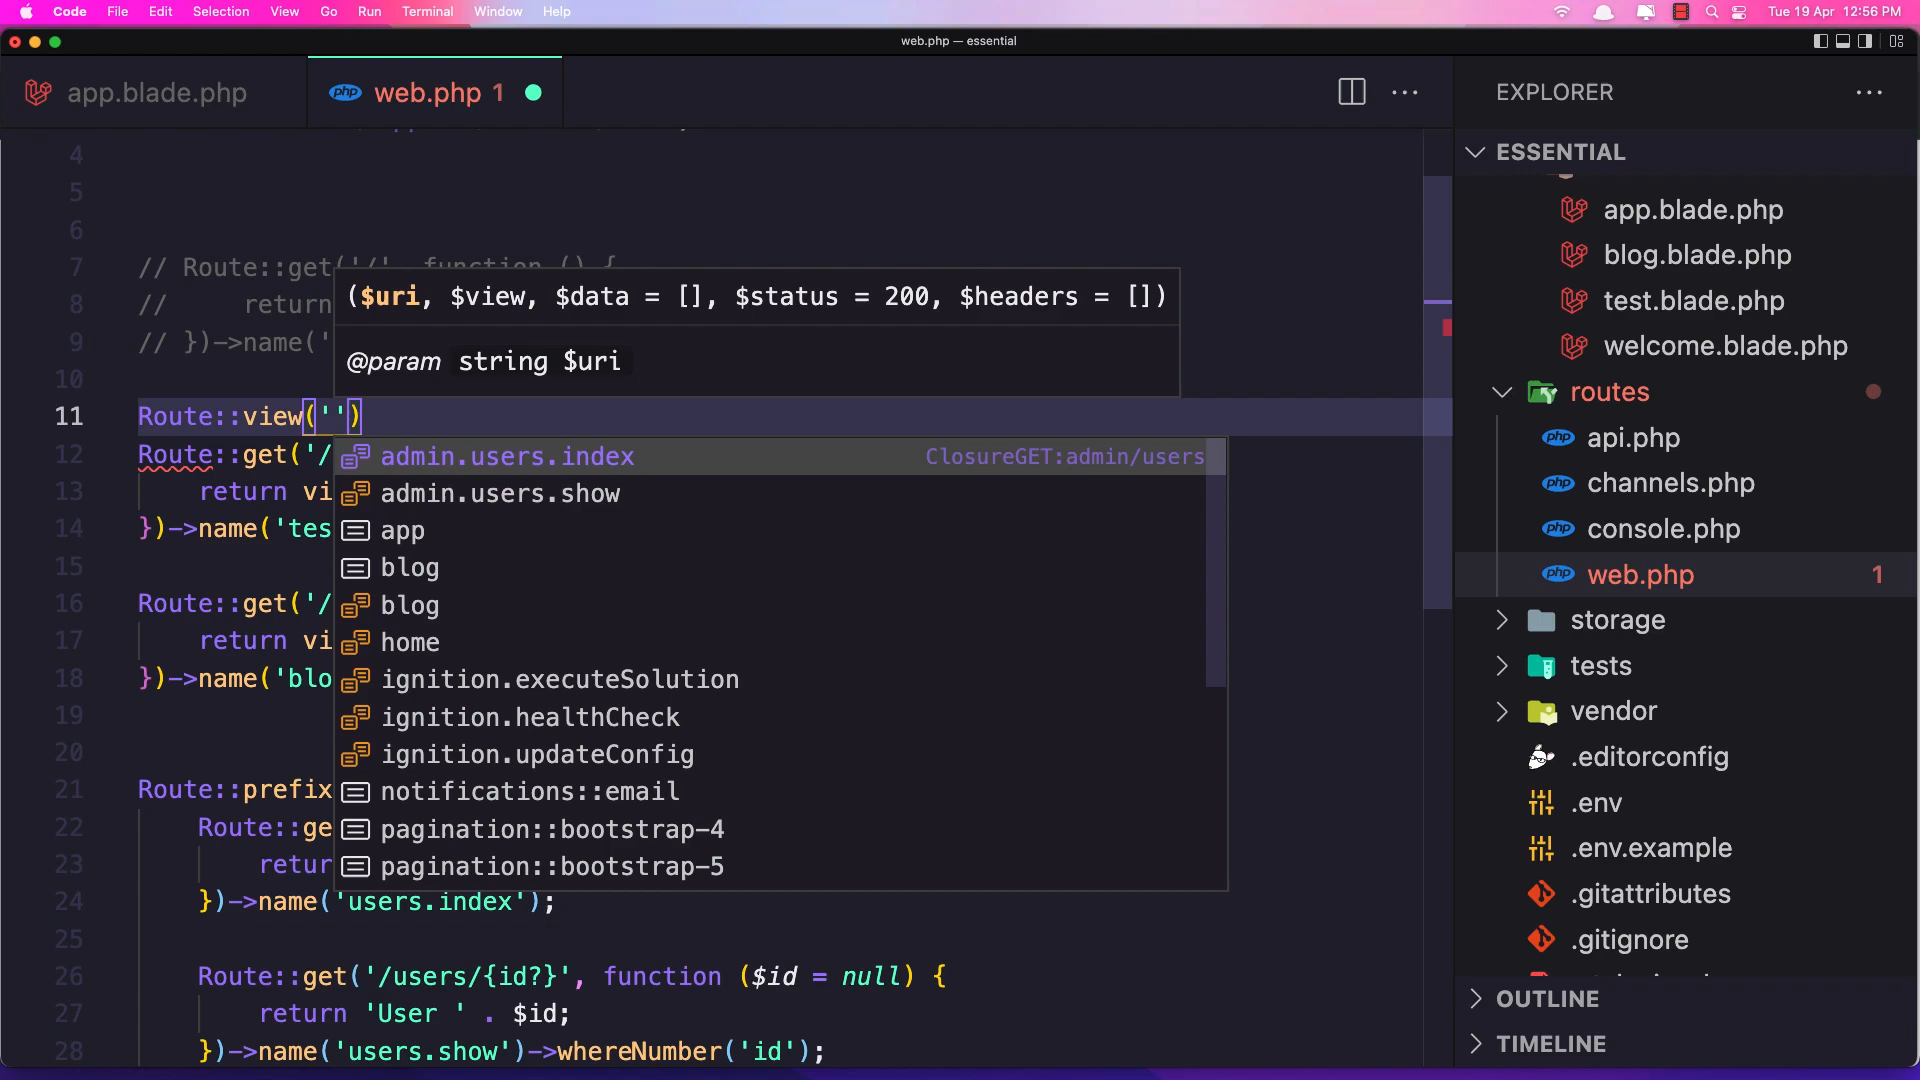 Code File Edit Selection View Go Run Terminal Window Help Tue 19 Apr 12:56 PM
web.php — essential
app.blade.php web.php 1
EXPLORER
ESSENTIAL
4
5
6
7 // Route::get('/', function () {
8 // return
9 // })->name('
10
11 Route::view('')
12 Route::get('/
13 return vi
14 })->name('tes
15
16 Route::get('/
17 return vi
18 })->name('blo
19
20
21 Route::prefix
22 Route::ge
23 retur
24 })->name('users.index');
25
26 Route::get('/users/{id?}', function ($id = null) {
27 return 'User ' . $id;
28 })->name('users.show')->whereNumber('id');
($uri, $view, $data = [], $status = 200, $headers = [])
@param string $uri
admin.users.index ClosureGET:admin/users
admin.users.show
app
blog
blog
home
ignition.executeSolution
ignition.healthCheck
ignition.updateConfig
notifications::email
pagination::bootstrap-4
pagination::bootstrap-5
app.blade.php
blog.blade.php
test.blade.php
welcome.blade.php
routes
php api.php
php channels.php
php console.php
php web.php 1
storage
tests
vendor
.editorconfig
.env
.env.example
.gitattributes
.gitignore
OUTLINE
TIMELINE